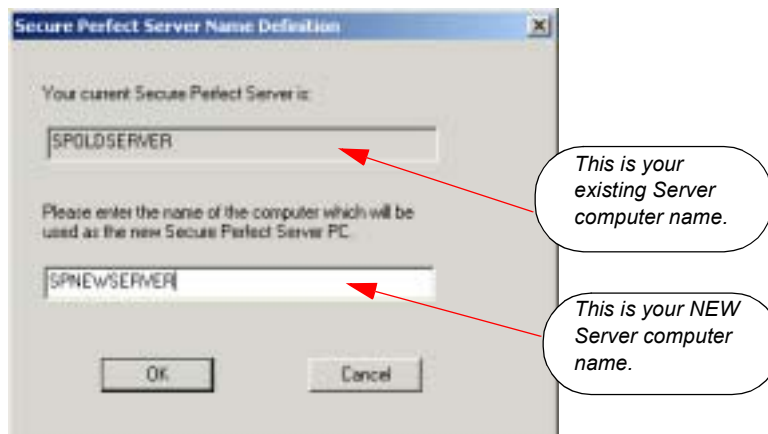 Secure Perfect Server Name Definition
Your current Secure Perfect Server is:
SPOLDSERVER
This is your
existing Server
computer name.
Please enter the name of the computer which will be
used as the new Secure Perfect Server PC.
SPNEWSERVER
This is your NEW
Server computer
name.
OK
Cancel